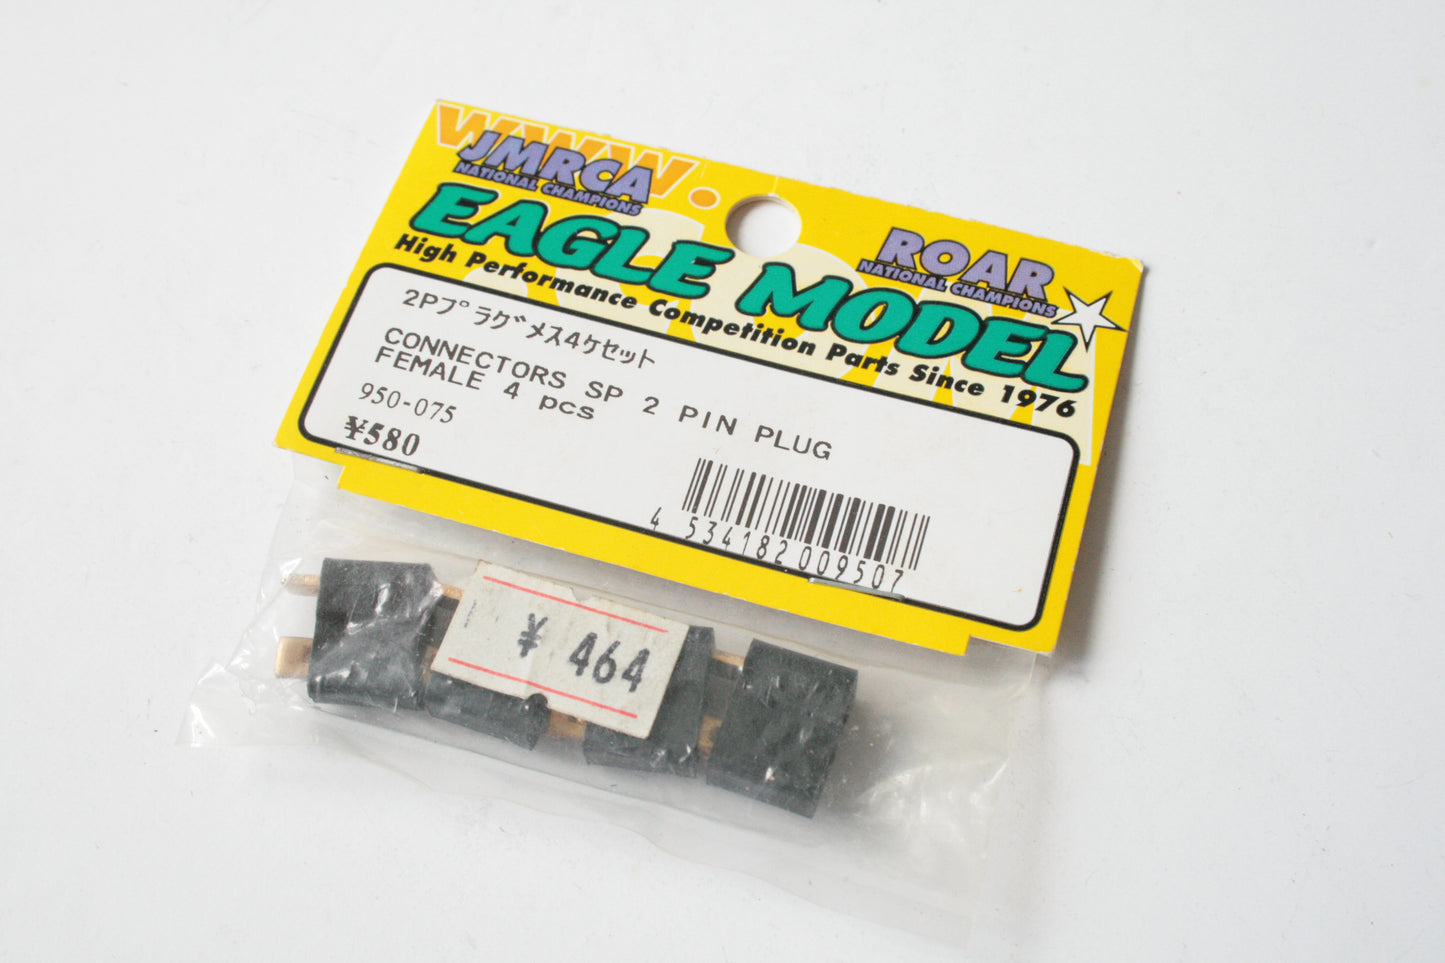 www.
JMRCA
NATIONAL CHAMPIONS
ROAR
NATIONAL CHAMPIONS
EAGLE MODEL
High Performance Competition Parts Since 1976
2Pプラグメス4ケセット
CONNECTORS SP 2 PIN PLUG
FEMALE 4 pcs
950-075
¥580
4 534182 009507
¥ 464